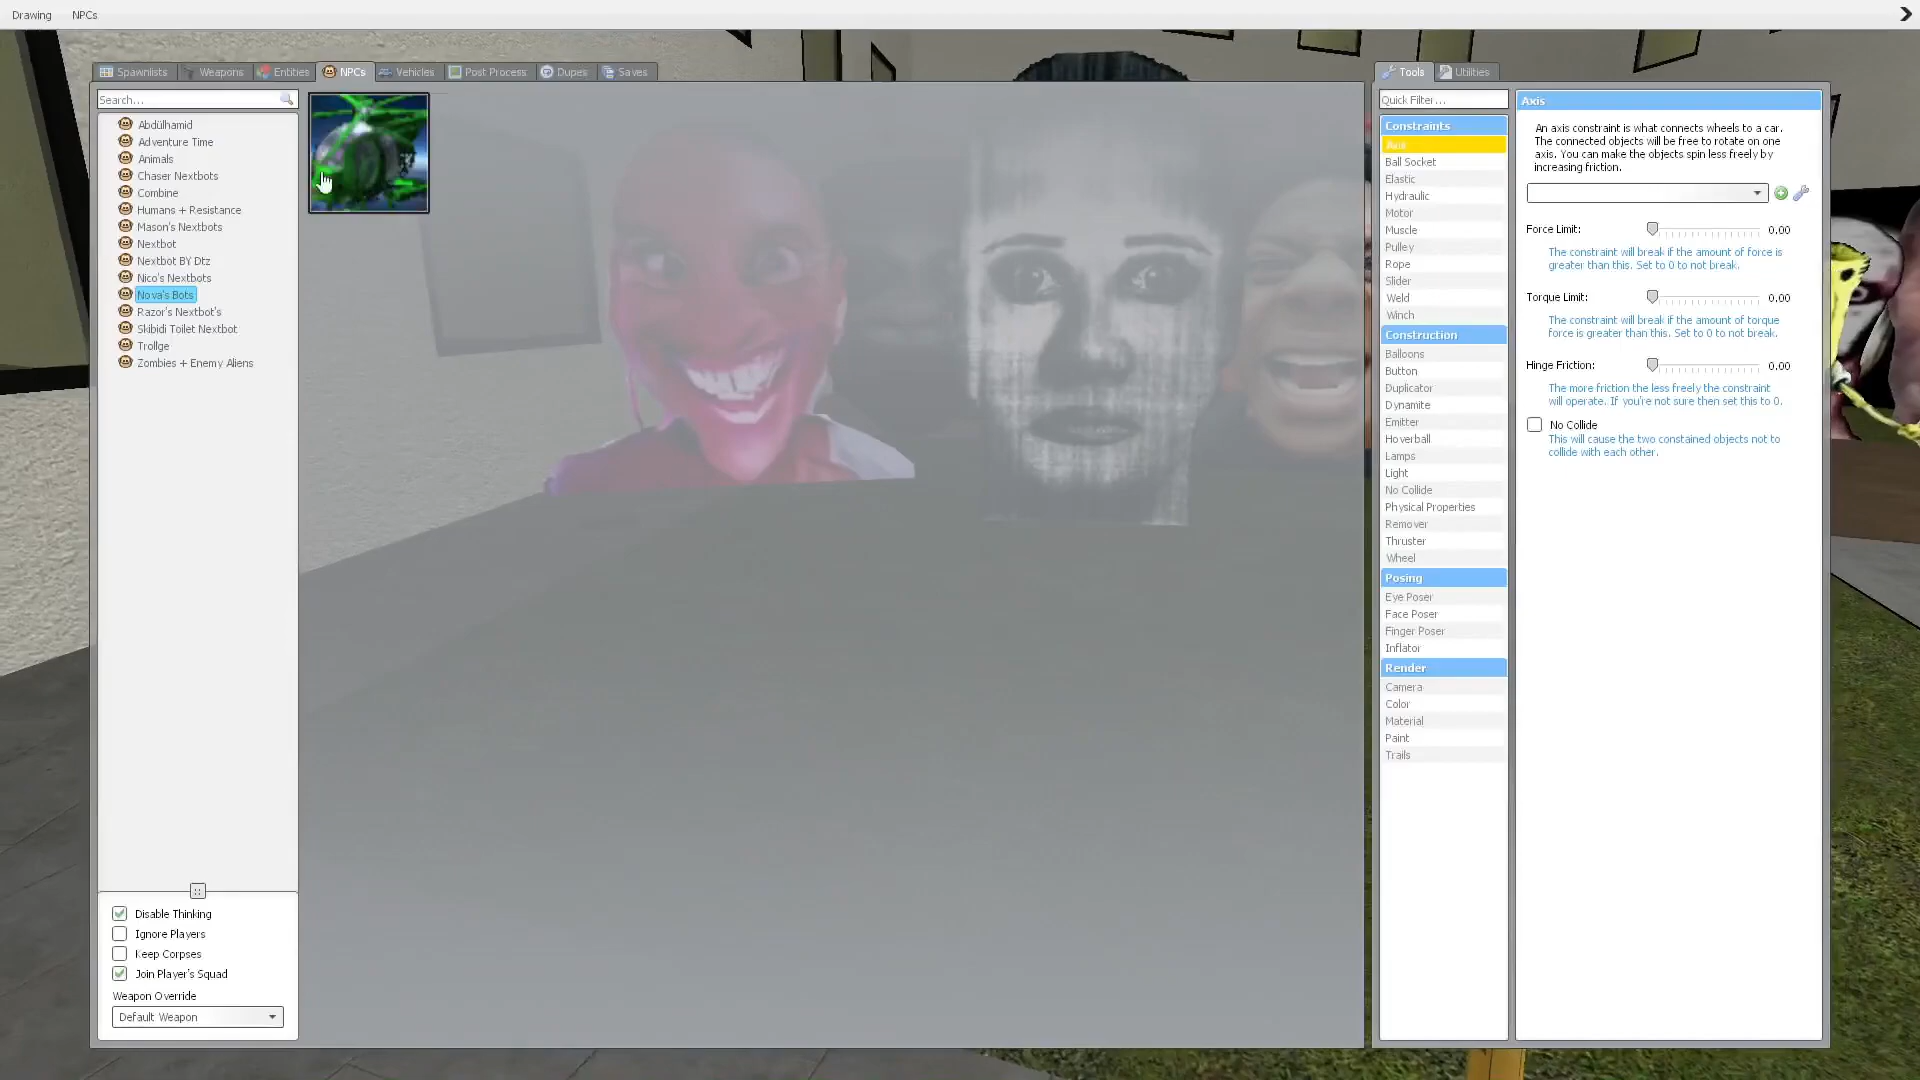 Drawing NPCs
Spawnlists Weapons Entities NPCs Vehicles Post Process Dupes Saves
Tools Utilities
Search...
Abdülhamid
Adventure Time
Animals
Chaser Nextbots
Combine
Humans + Resistance
Mason's Nextbots
Nextbot
Nextbot BY Dtz
Nico's Nextbots
Nova's Bots
Razor's Nextbot's
Skibidi Toilet Nextbot
Trollge
Zombies + Enemy Aliens
Disable Thinking
Ignore Players
Keep Corpses
Join Player's Squad
Weapon Override
Default Weapon
Quick Filter...
Constraints
Axis
Ball Socket
Elastic
Hydraulic
Motor
Muscle
Pulley
Rope
Slider
Weld
Winch
Construction
Balloons
Button
Duplicator
Dynamite
Emitter
Hoverball
Lamps
Light
No Collide
Physical Properties
Remover
Thruster
Wheel
Posing
Eye Poser
Face Poser
Finger Poser
Inflator
Render
Camera
Color
Material
Paint
Trails
Axis
An axis constraint is what connects wheels to a car.
The connected objects will be free to rotate on one
axis. You can make the objects spin less freely by
increasing friction.
Force Limit: 0.00
The constraint will break if the amount of force is
greater than this. Set to 0 to not break.
Torque Limit: 0.00
The constraint will break if the amount of torque
force is greater than this. Set to 0 to not break.
Hinge Friction: 0.00
The more friction the less freely the constraint
will operate. If you're not sure then set this to 0.
No Collide
This will cause the two constained objects not to
collide with each other.